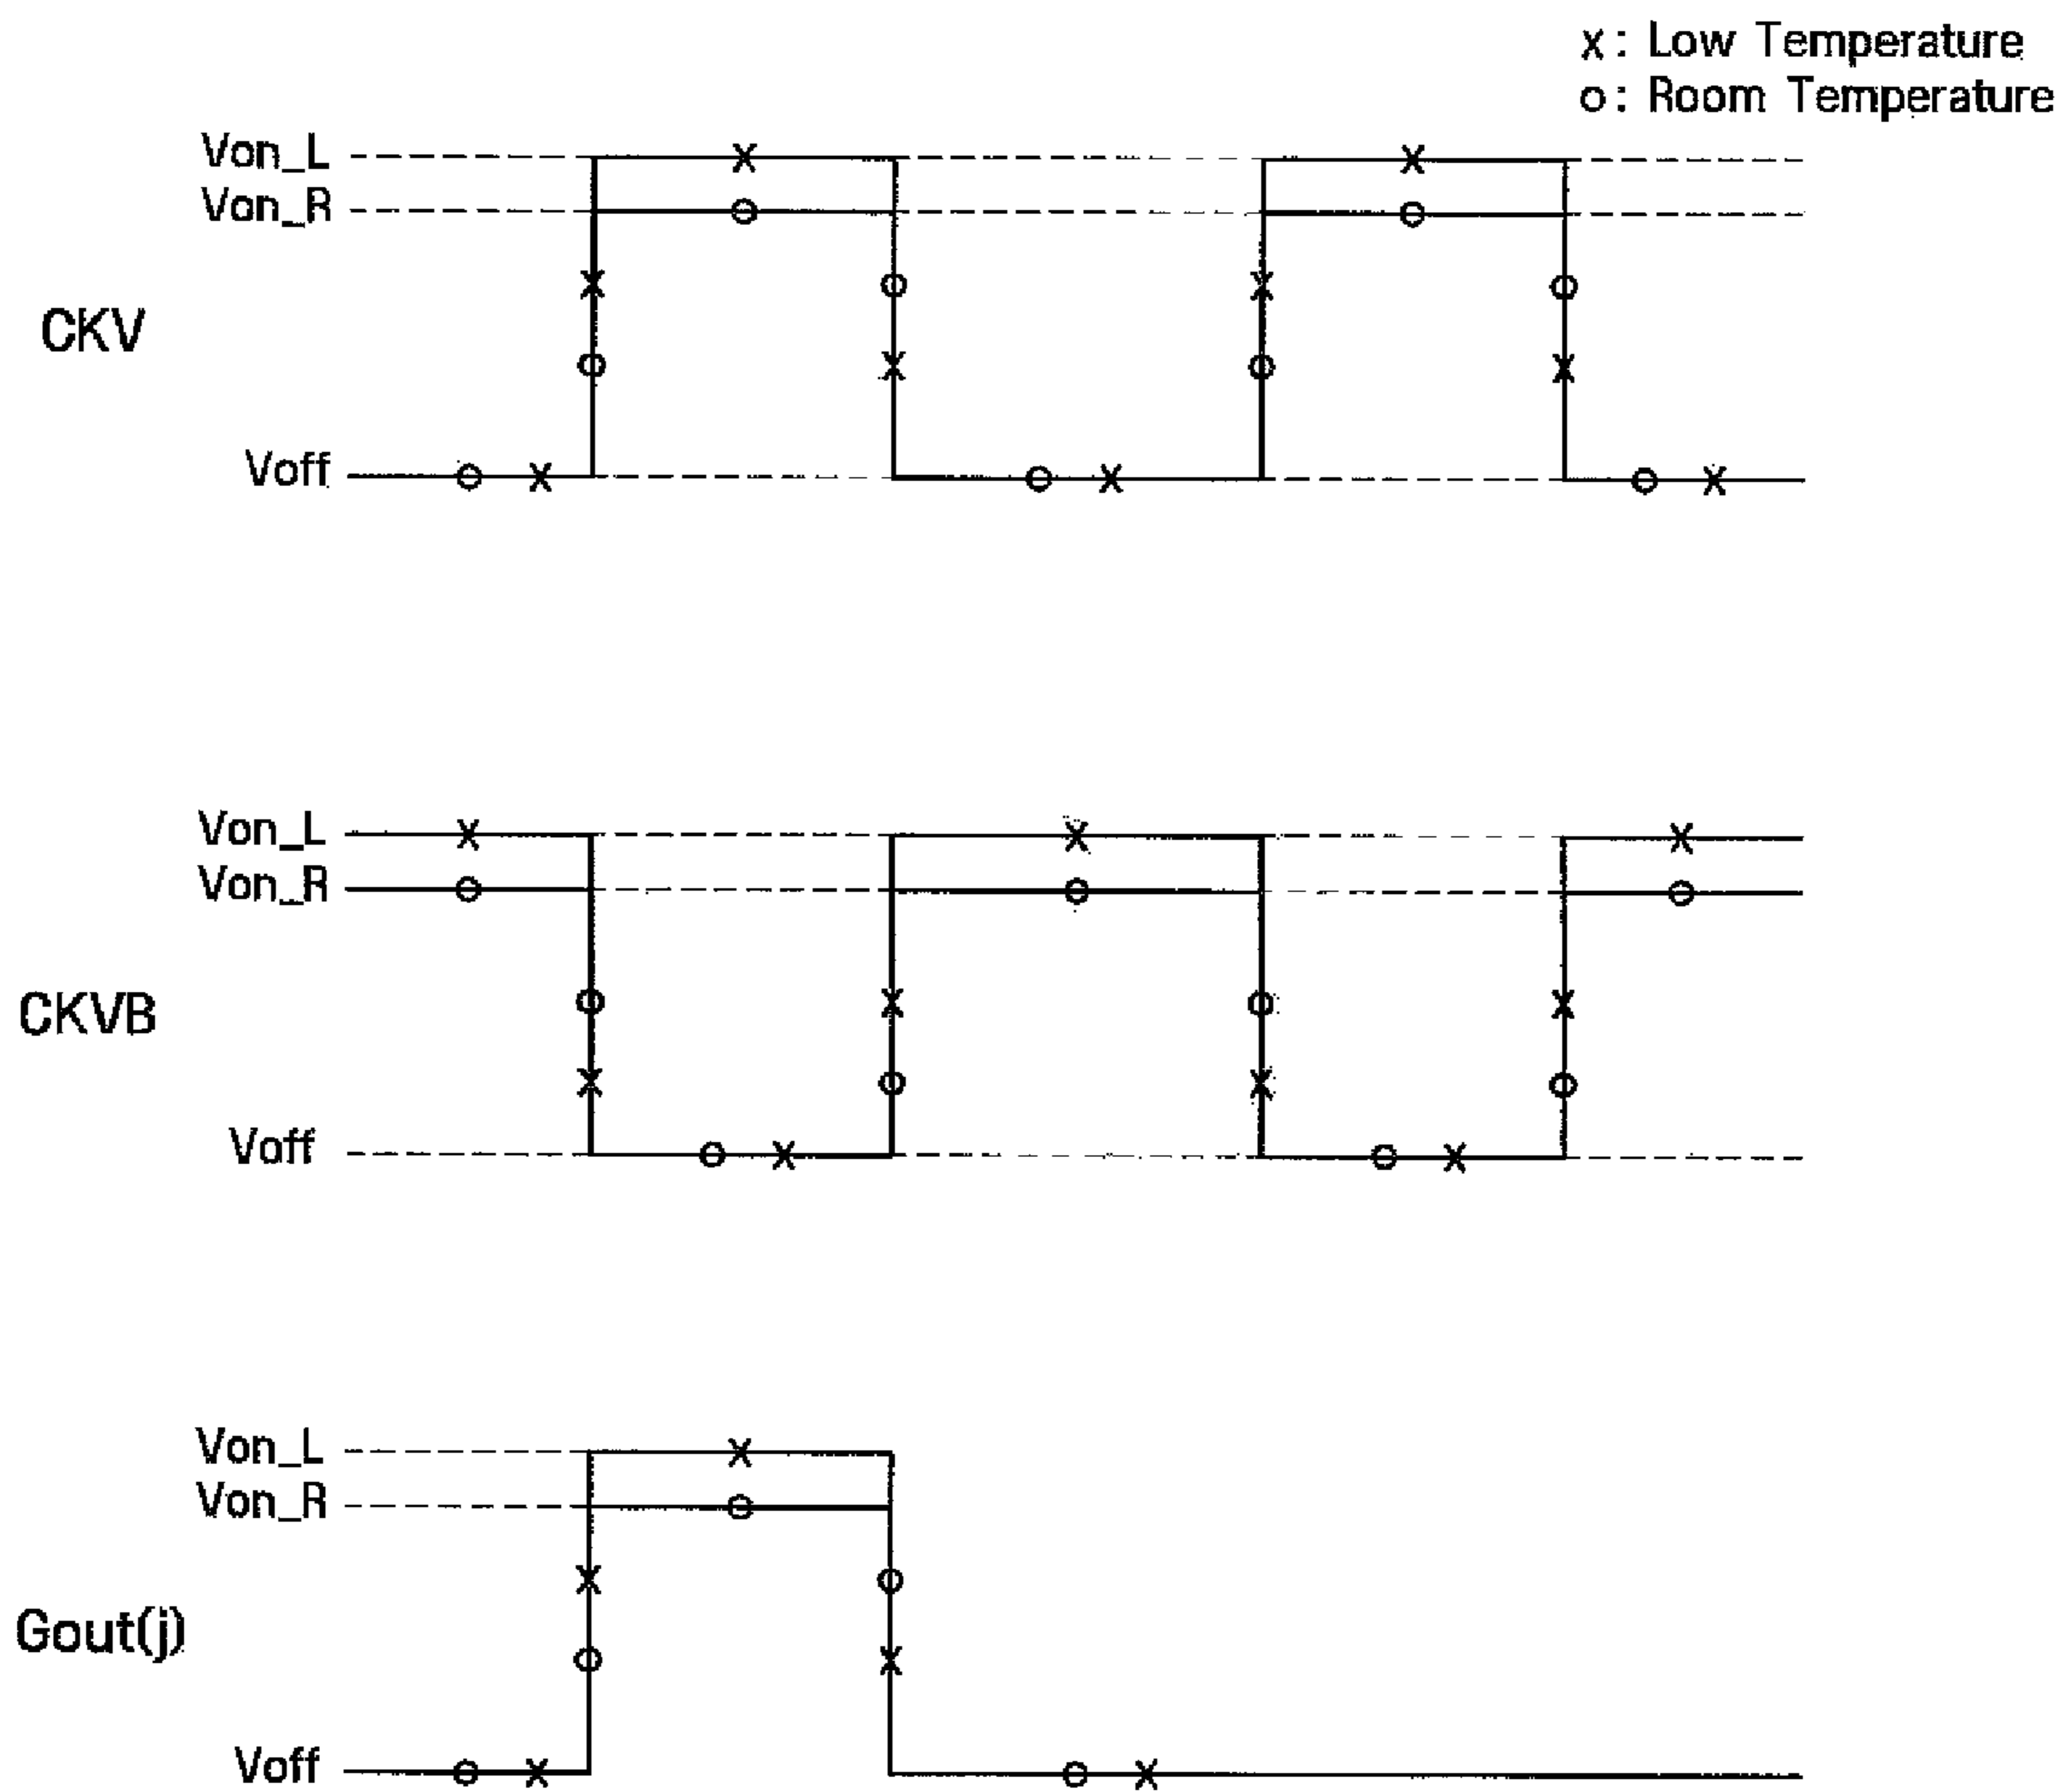 x: Low Temperature
o: Room Temperature
Von_L
Von_R
CKV
Voff
Von_L
Von_R
CKVB
Voff
Von_L
Von_R
Gout(j)
Voff